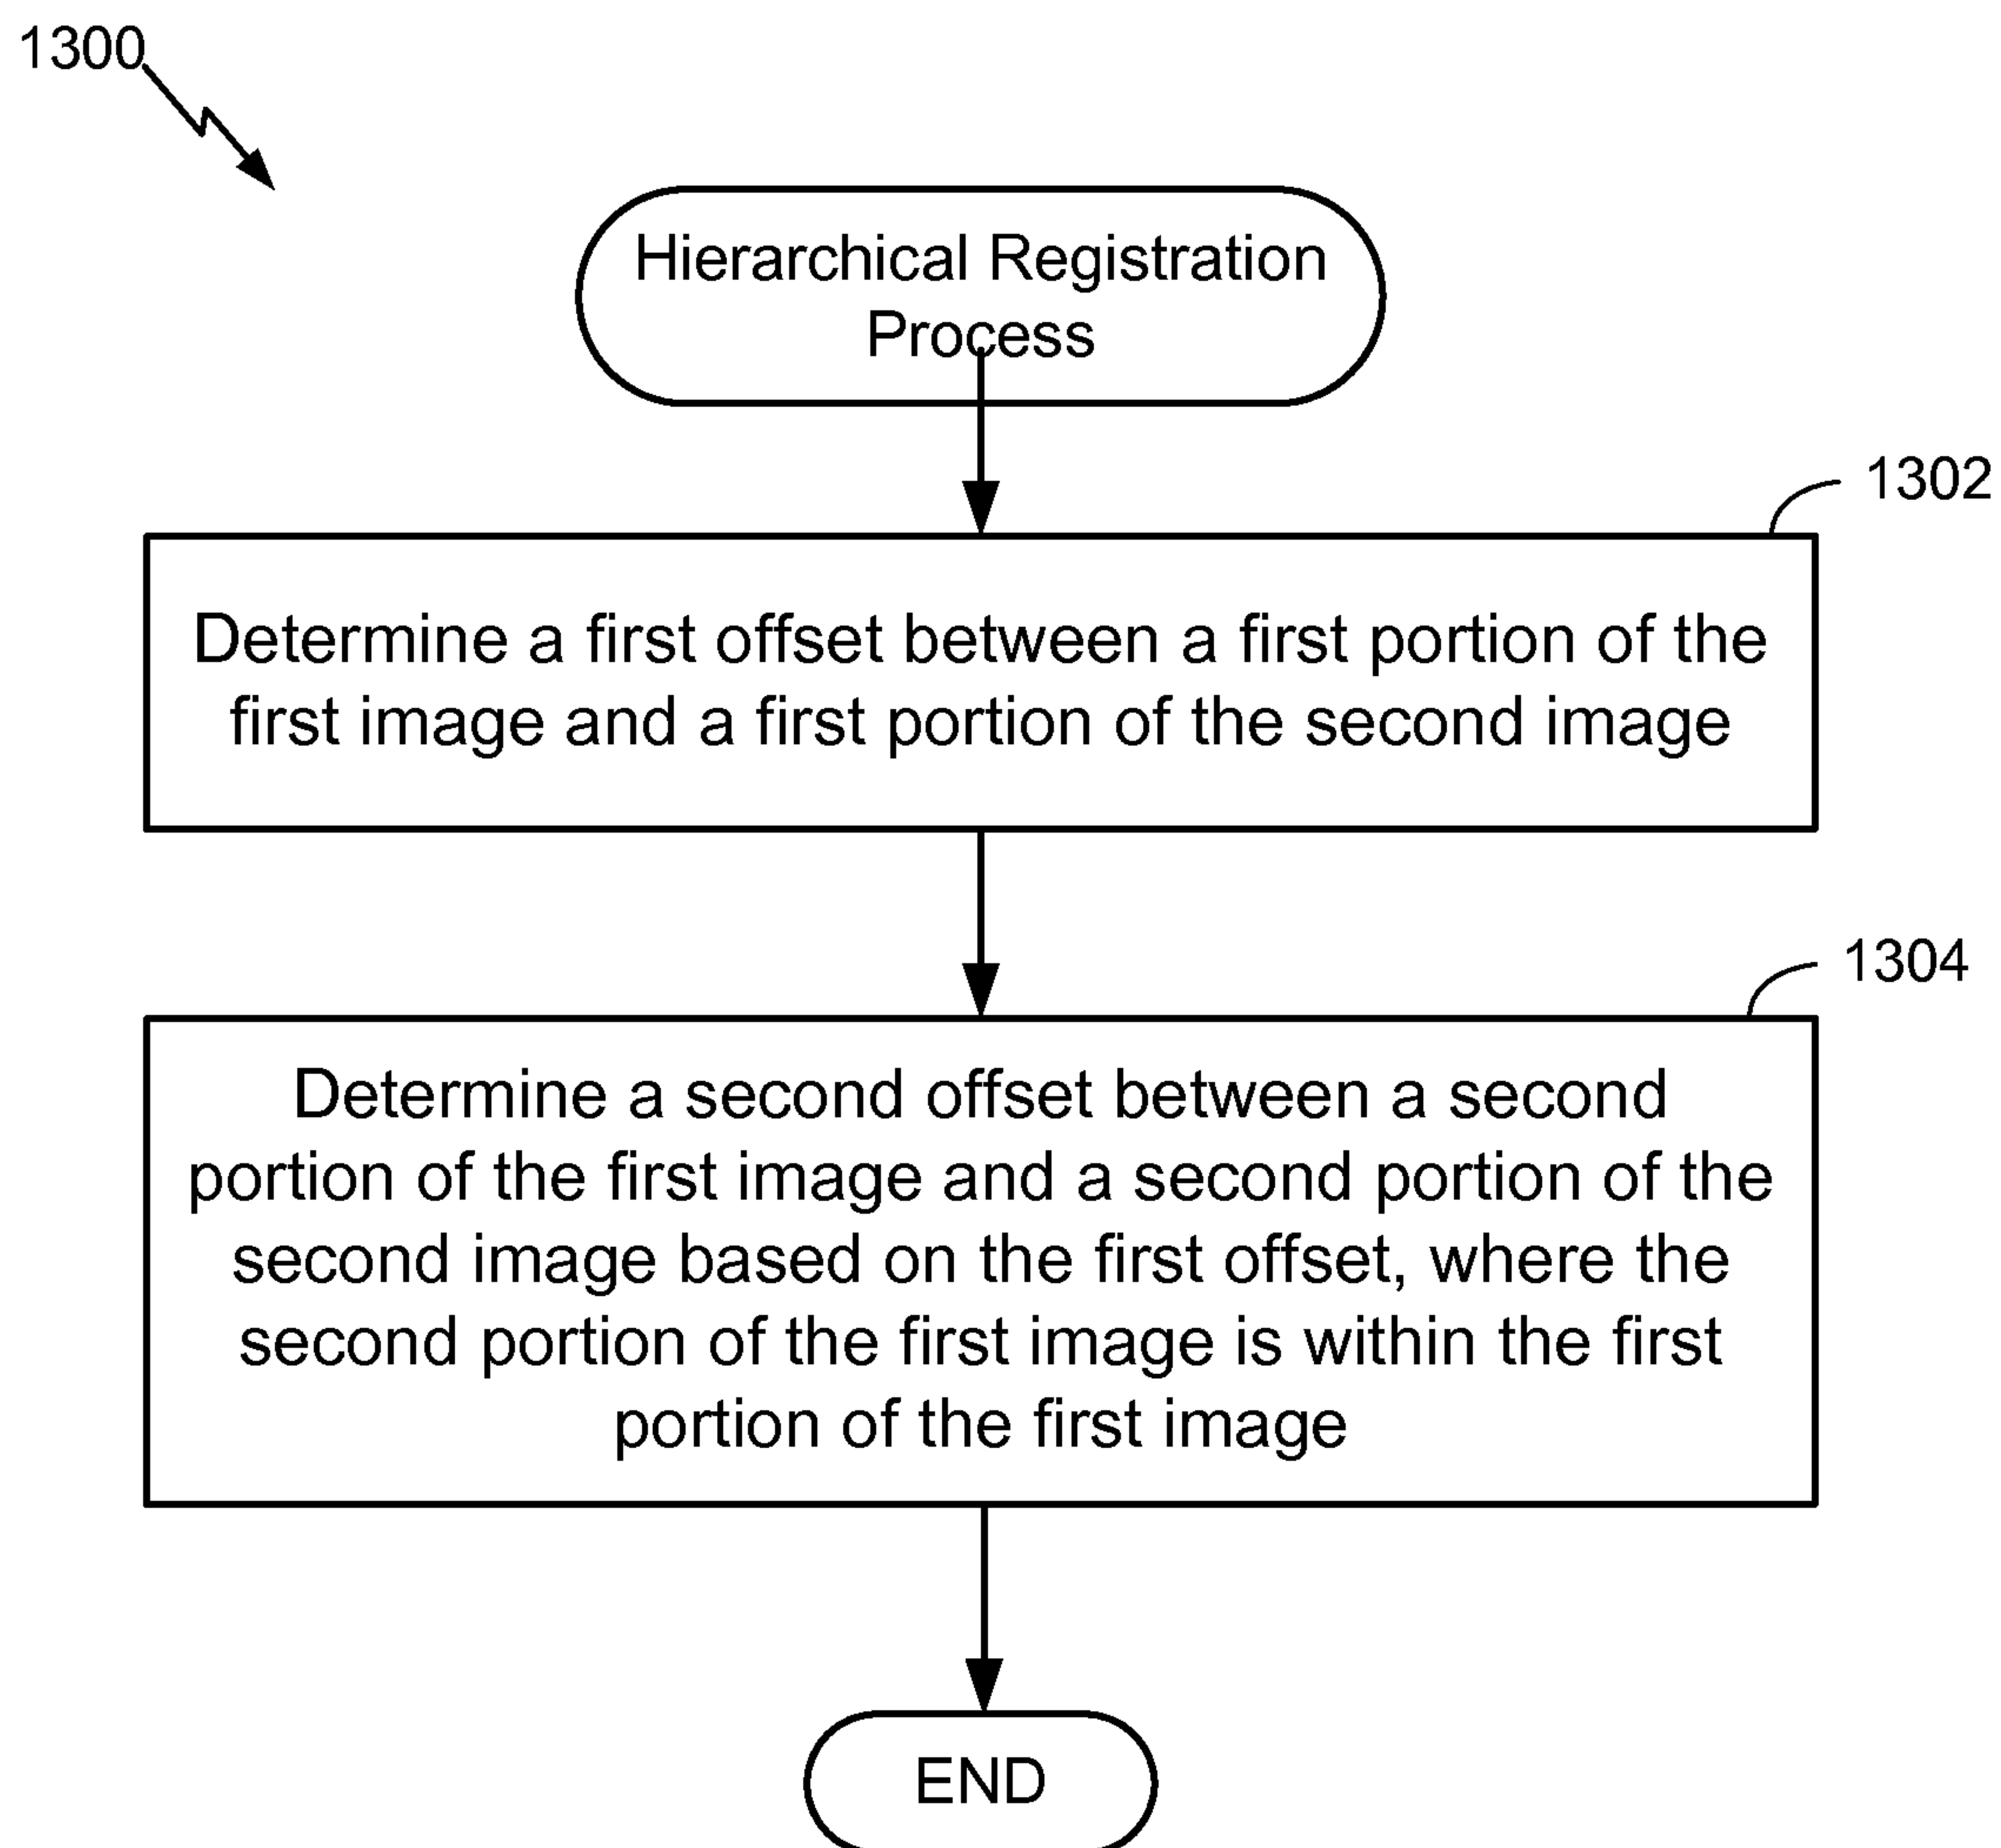 1300
Hierarchical Registration
Process
1302
Determine a first offset between a first portion of the
first image and a first portion of the second image
1304
Determine a second offset between a second
portion of the first image and a second portion of the
second image based on the first offset, where the
second portion of the first image is within the first
portion of the first image
END